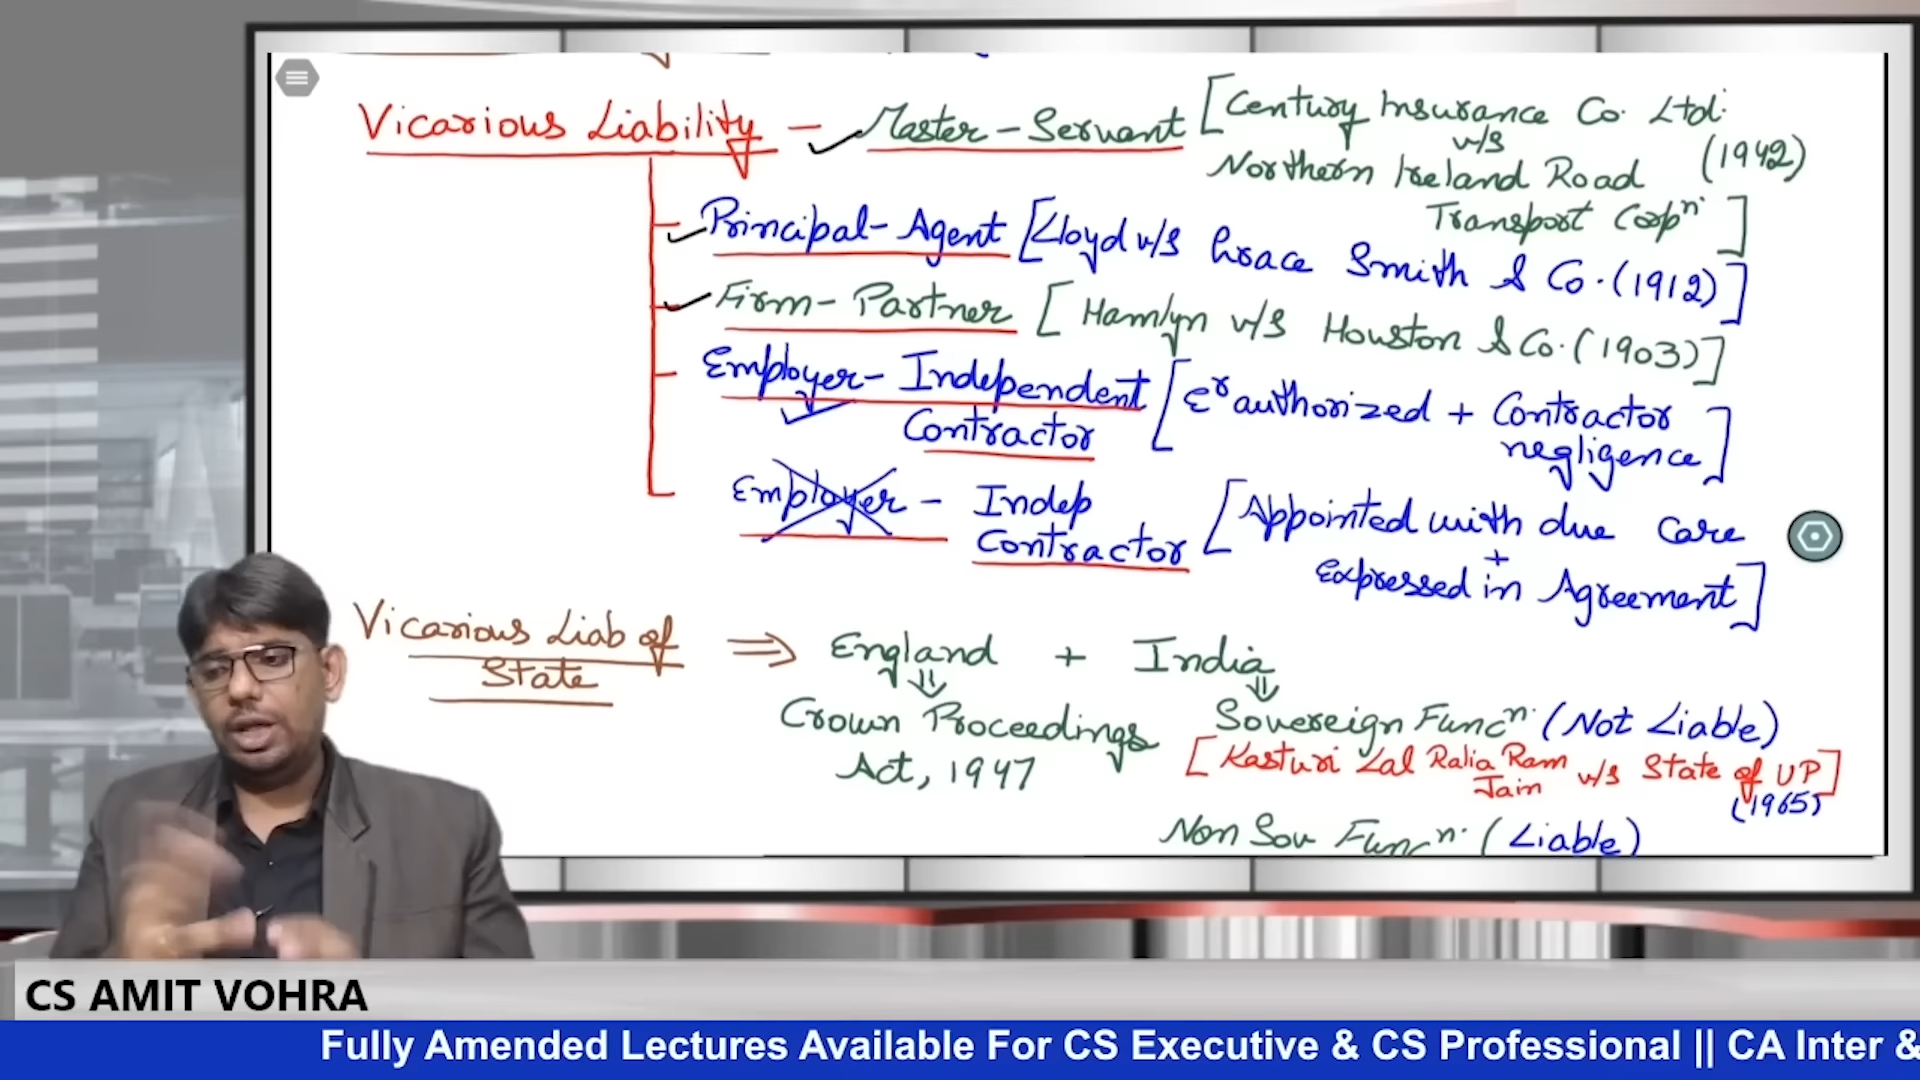 Vicarious Liability - Master - Servant [Century Insurance Co. Ltd.
v/s
Northern Ireland Road (1942)
Transport Corpn]
Principal - Agent [Lloyd v/s Grace Smith & Co. (1912)]
Firm - Partner [Hamlyn v/s Houston & Co. (1903)]
Employer - Independent [Er authorized + Contractor
Contractor negligence]
Employer - Indep [Appointed with due care
Contractor +
Expressed in Agreement]
Vicarious Liab of ⇒ England + India
State
Crown Proceedings Sovereign Funcn. (Not Liable)
Act, 1947 [Kasturi Lal Ralia Ram v/s State of UP]
Jain (1965)
Non Sov Funcn. (Liable)
CS AMIT VOHRA
Fully Amended Lectures Available For CS Executive & CS Professional || CA Inter &